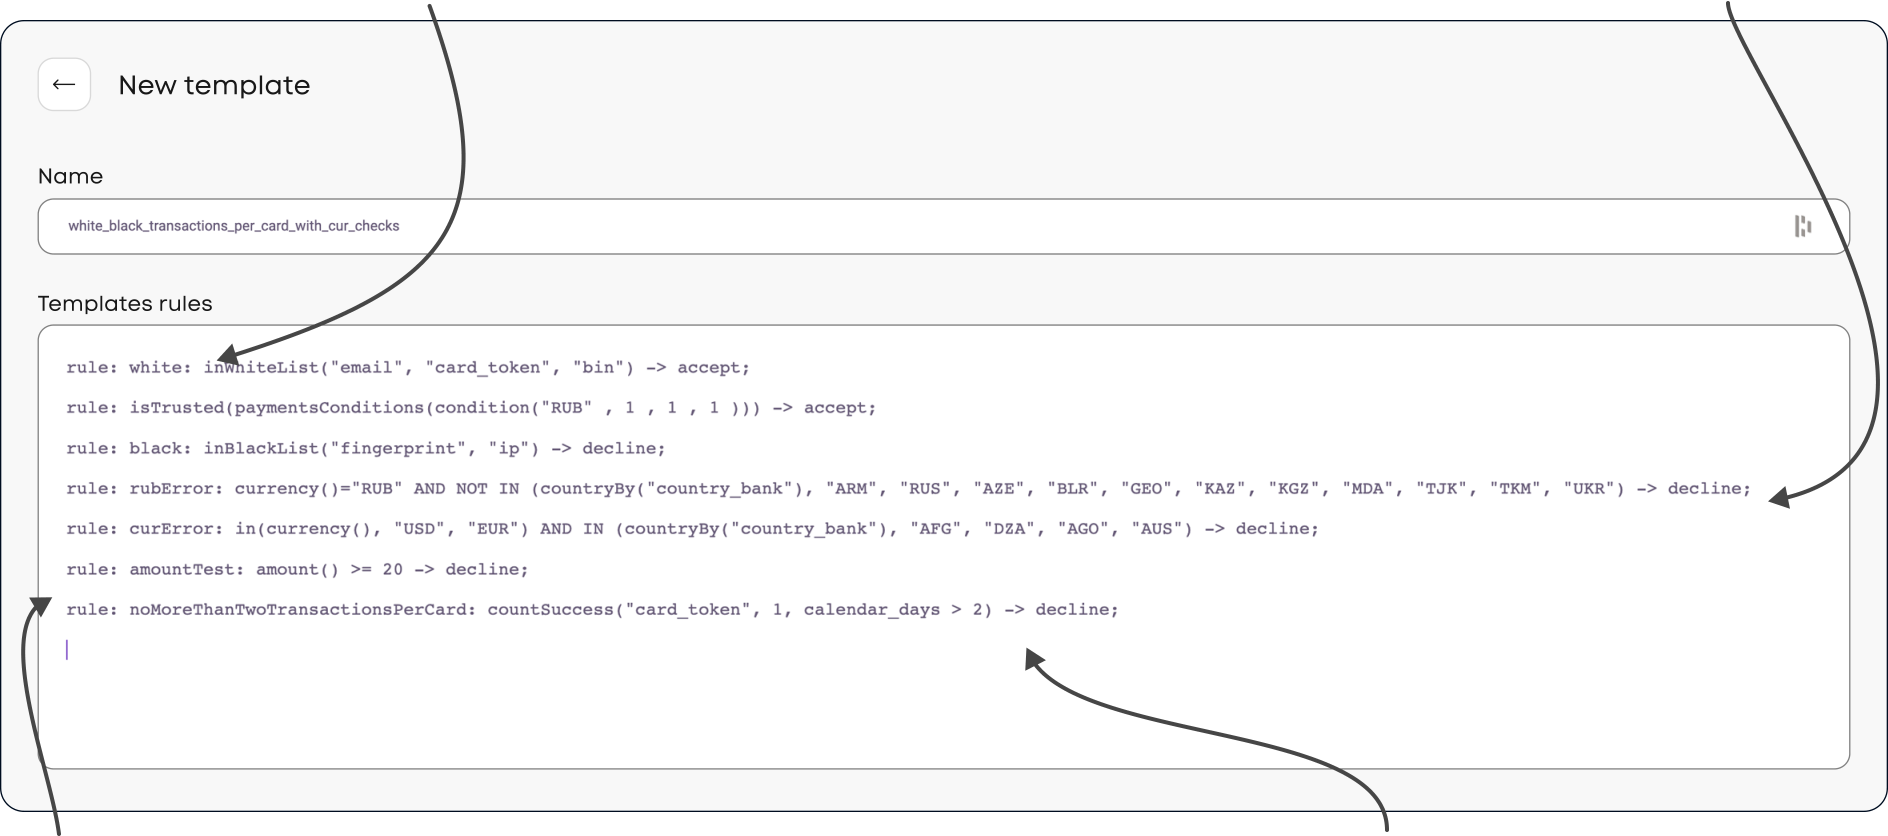 New template
Name
white_black_transactions_per_card_with_cur_checks
Templates rules
rule: white: inWhiteList("email", "card_token", "bin") -> accept;
rule: isTrusted(paymentsConditions(condition("RUB" , 1 , 1 , 1 ))) -> accept;
rule: black: inBlackList("fingerprint", "ip") -> decline;
rule: rubError: currency()="RUB" AND NOT IN (countryBy("country_bank"), "ARM", "RUS", "AZE", "BLR", "GEO", "KAZ", "KGZ", "MDA", "TJK", "TKM", "UKR") -> decline;
rule: curError: in(currency(), "USD", "EUR") AND IN (countryBy("country_bank"), "AFG", "DZA", "AGO", "AUS") -> decline;
rule: amountTest: amount() >= 20 -> decline;
rule: noMoreThanTwoTransactionsPerCard: countSuccess("card_token", 1, calendar_days > 2) -> decline;